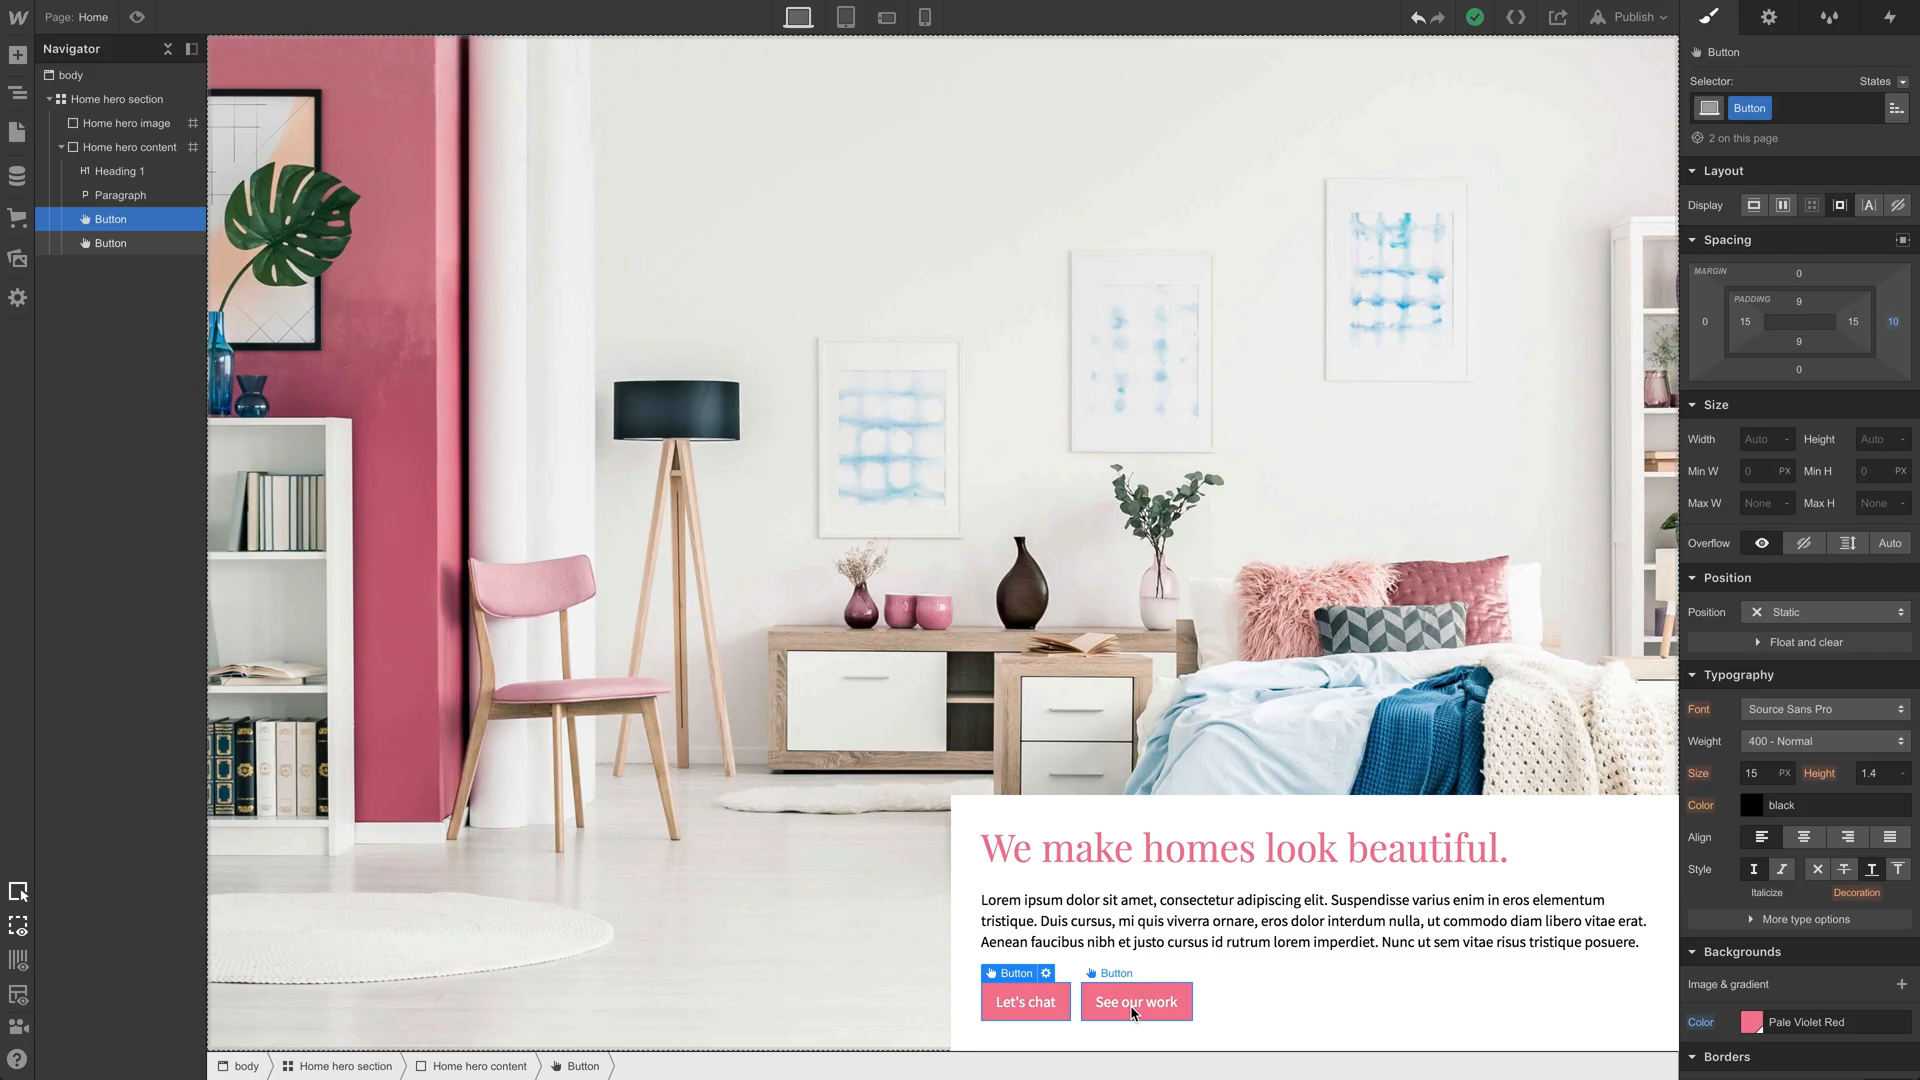 Page: Home
Publish
Navigator
body
Home hero section
Home hero image
Home hero content
H1 Heading 1
P Paragraph
Button
Button
We make homes look beautiful.
Lorem ipsum dolor sit amet, consectetur adipiscing elit. Suspendisse varius enim in eros elementum
tristique. Duis cursus, mi quis viverra ornare, eros dolor interdum nulla, ut commodo diam libero vitae erat.
Aenean faucibus nibh et justo cursus id rutrum lorem imperdiet. Nunc ut sem vitae risus tristique posuere.
Button Button
Let's chat See our work
body Home hero section Home hero content Button
Button
Selector: States
Button
2 on this page
Layout
Display
Spacing
MARGIN 0
PADDING 9
0 15 15 10
9
0
Size
Width Auto - Height Auto -
Min W 0 PX Min H 0 PX
Max W None - Max H None -
Overflow Auto
Position
Position Static
Float and clear
Typography
Font Source Sans Pro
Weight 400 - Normal
Size 15 PX Height 1.4 -
Color black
Align
Style
Italicize Decoration
More type options
Backgrounds
Image & gradient
Color Pale Violet Red
Borders